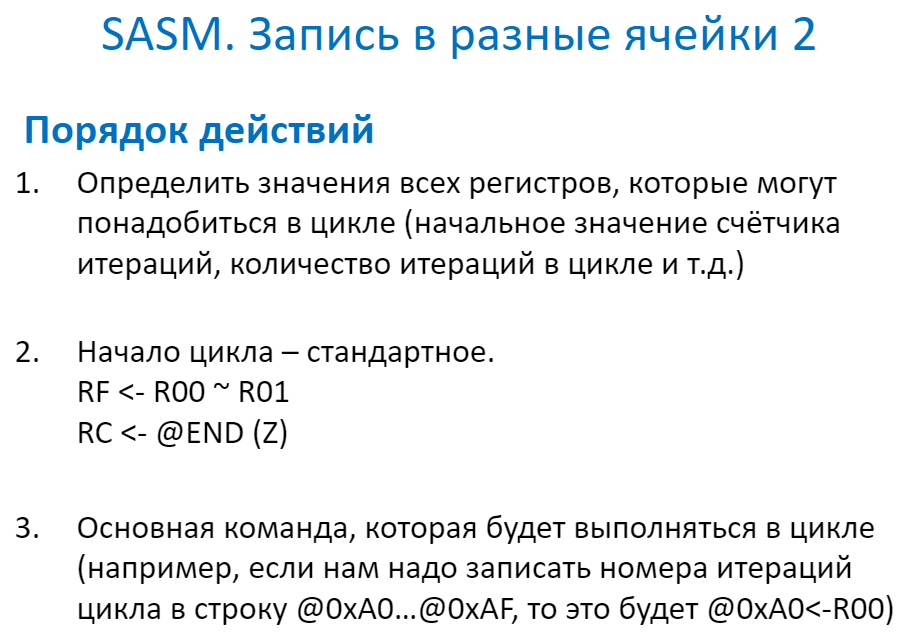 SASM. Запись в разные ячейки 2
Порядок действий
1. Определить значения всех регистров, которые могут
понадобиться в цикле (начальное значение счётчика
итераций, количество итераций в цикле и т.д.)
2. Начало цикла – стандартное.
RF <- R00 ~ R01
RC <- @END (Z)
3. Основная команда, которая будет выполняться в цикле
(например, если нам надо записать номера итераций
цикла в строку @0xA0…@0xAF, то это будет @0xA0<-R00)